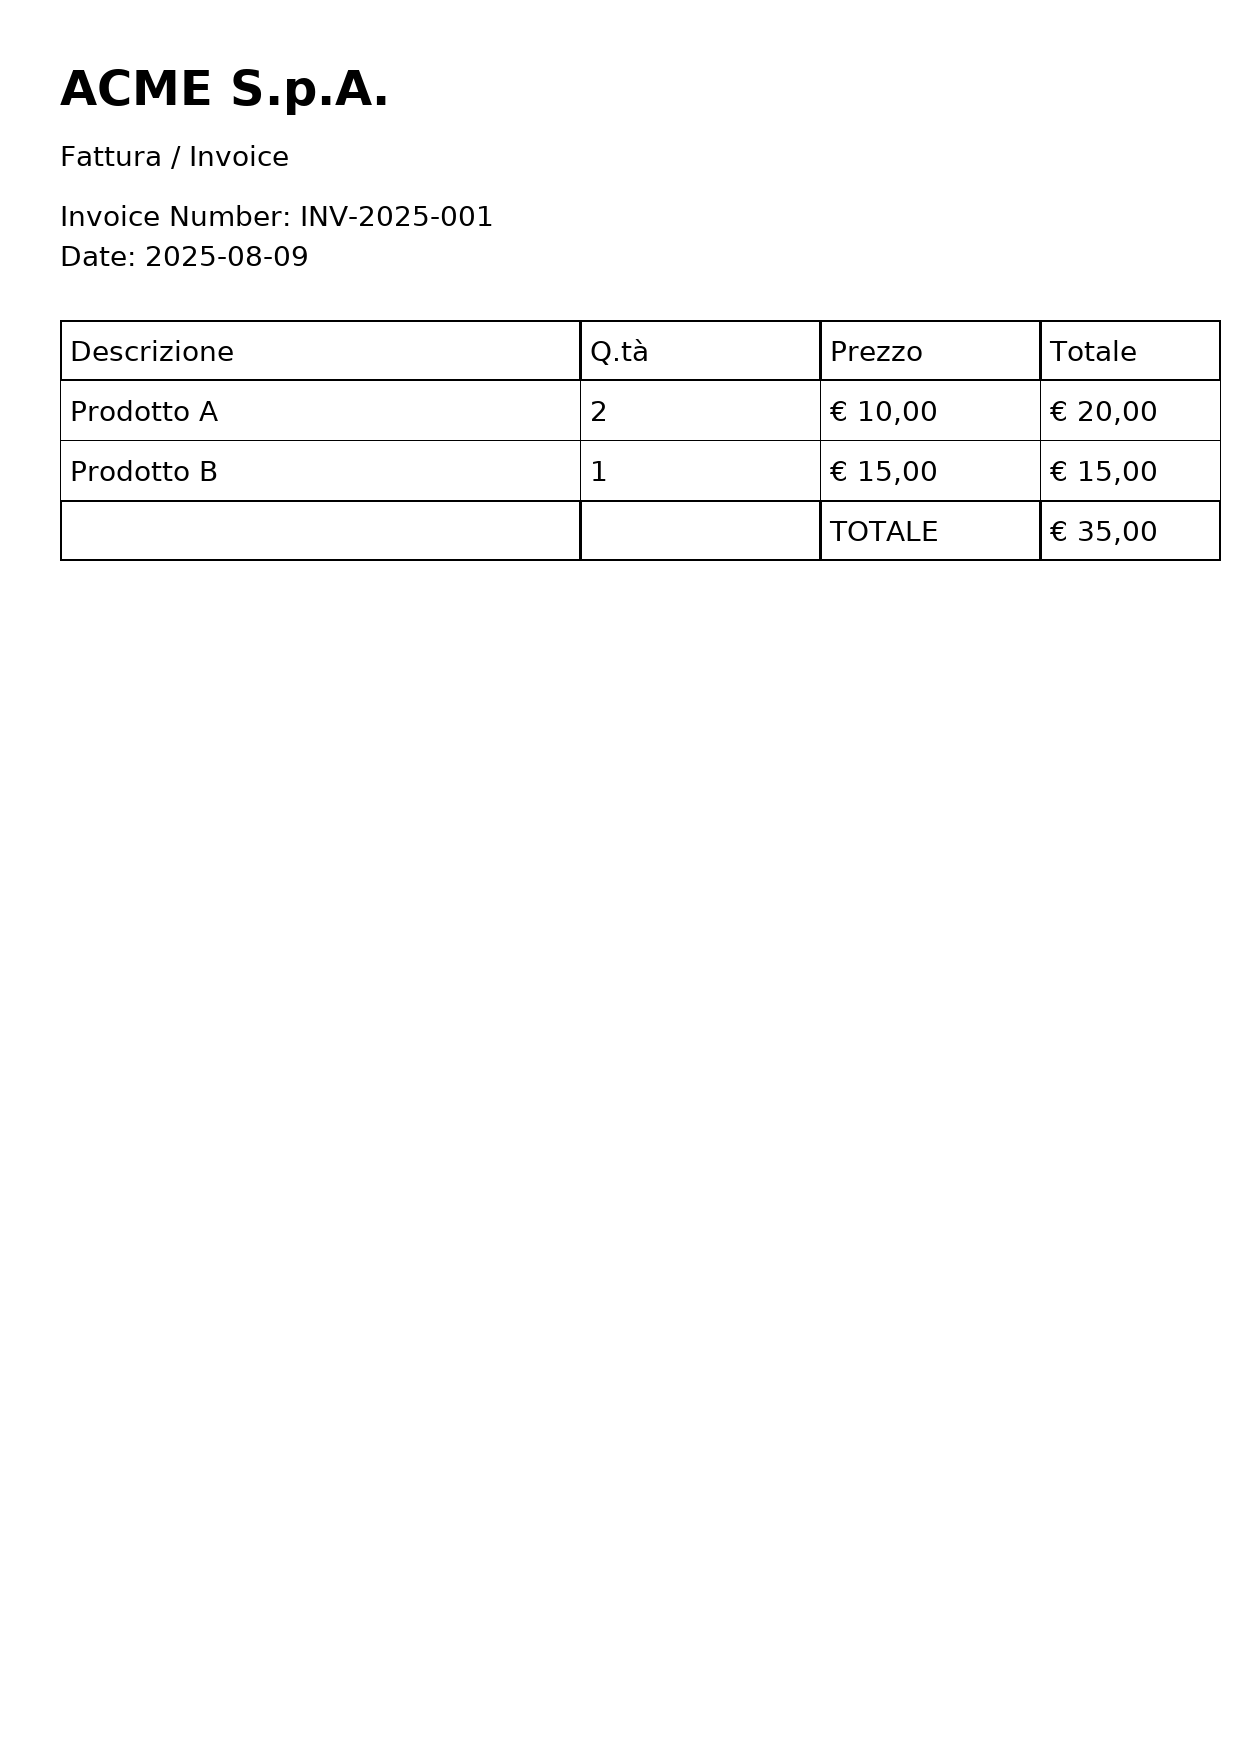 ACME S.p.A.
Fattura / Invoice
Invoice Number: INV-2025-001
Date: 2025-08-09
Descrizione Q.tà Prezzo Totale
Prodotto A 2 € 10,00 € 20,00
Prodotto B 1 € 15,00 € 15,00
TOTALE € 35,00